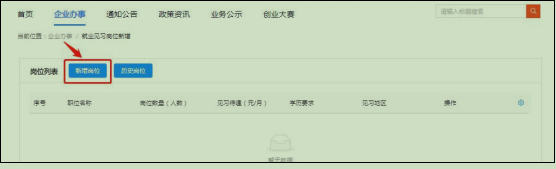 首页 企业办事 通知公告 政策资讯 业务公示 创业大赛 请输入标题搜索
当前位置：企业办事 / 就业见习岗位新增
岗位列表 新增岗位 历史岗位
序号 职位名称 岗位数量（人数） 见习待遇（元/月） 学历要求 见习地区 操作
暂无数据